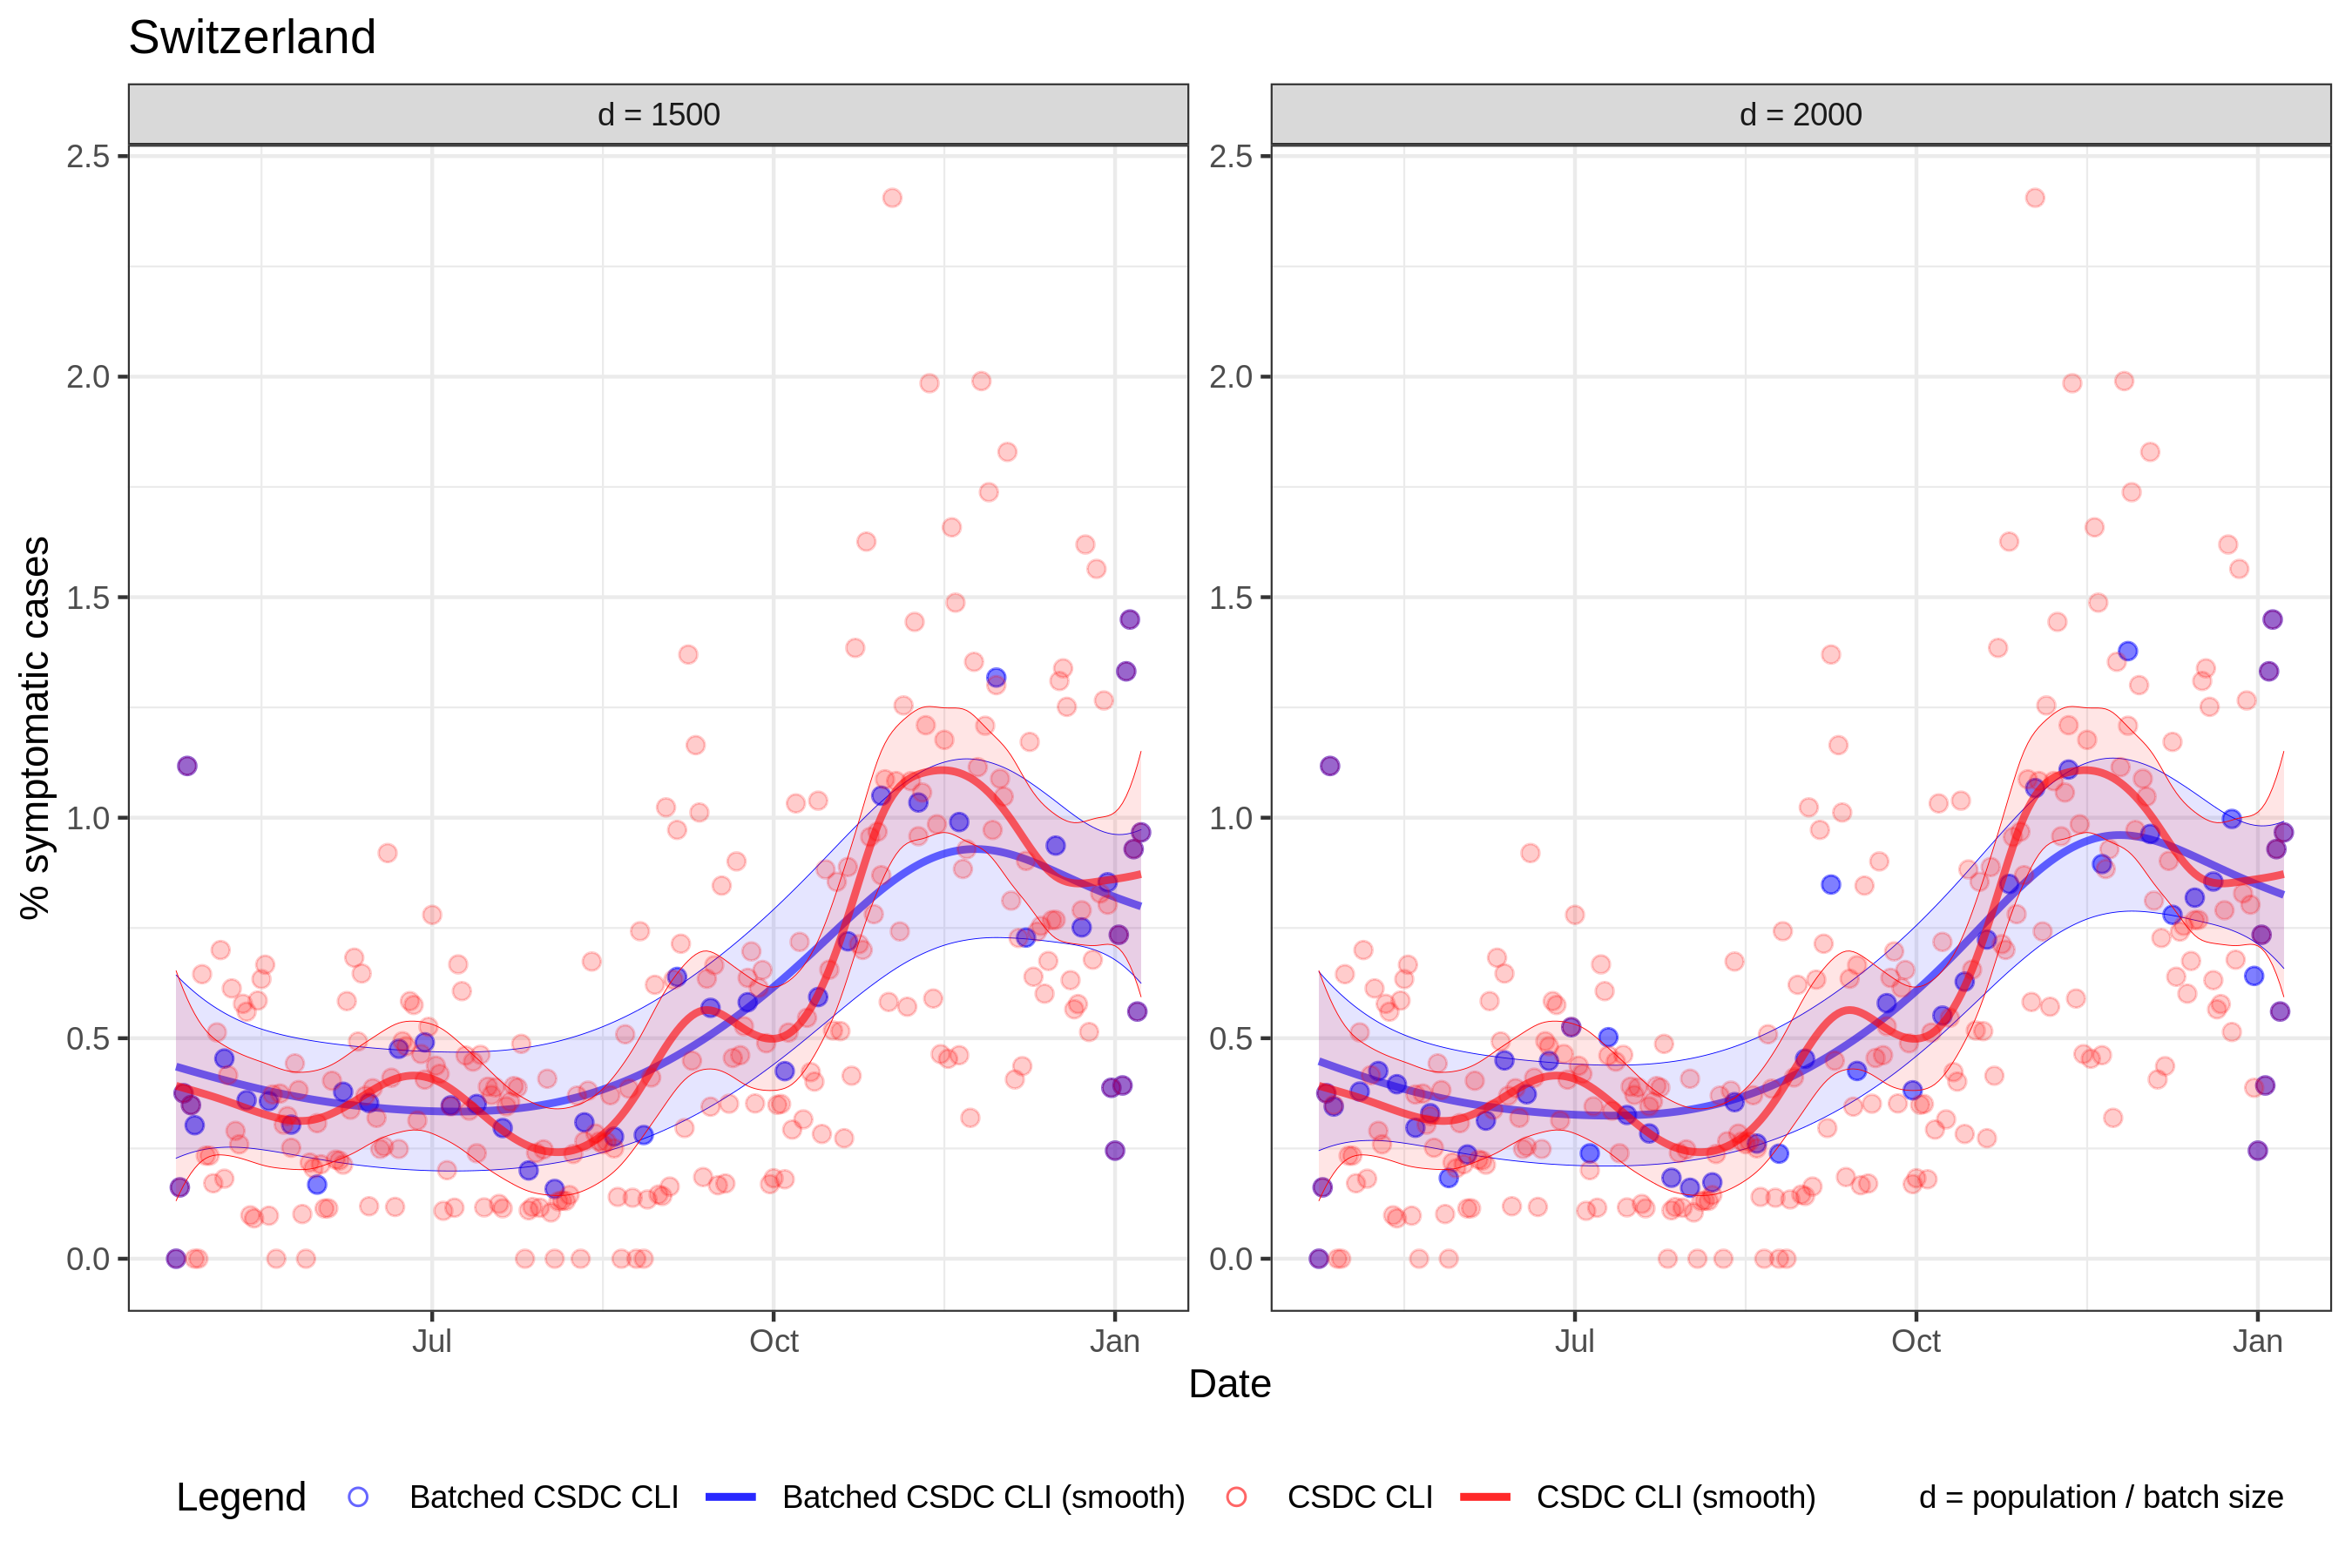 Switzerland
d = 1500
d = 2000
% symptomatic cases
2.5
2.0
1.5
1.0
0.5
0.0
2.5
2.0
1.5
1.0
0.5
0.0
Jul
Oct
Jan
Jul
Oct
Jan
Date
Legend
Batched CSDC CLI
Batched CSDC CLI (smooth)
CSDC CLI
CSDC CLI (smooth)
d = population / batch size